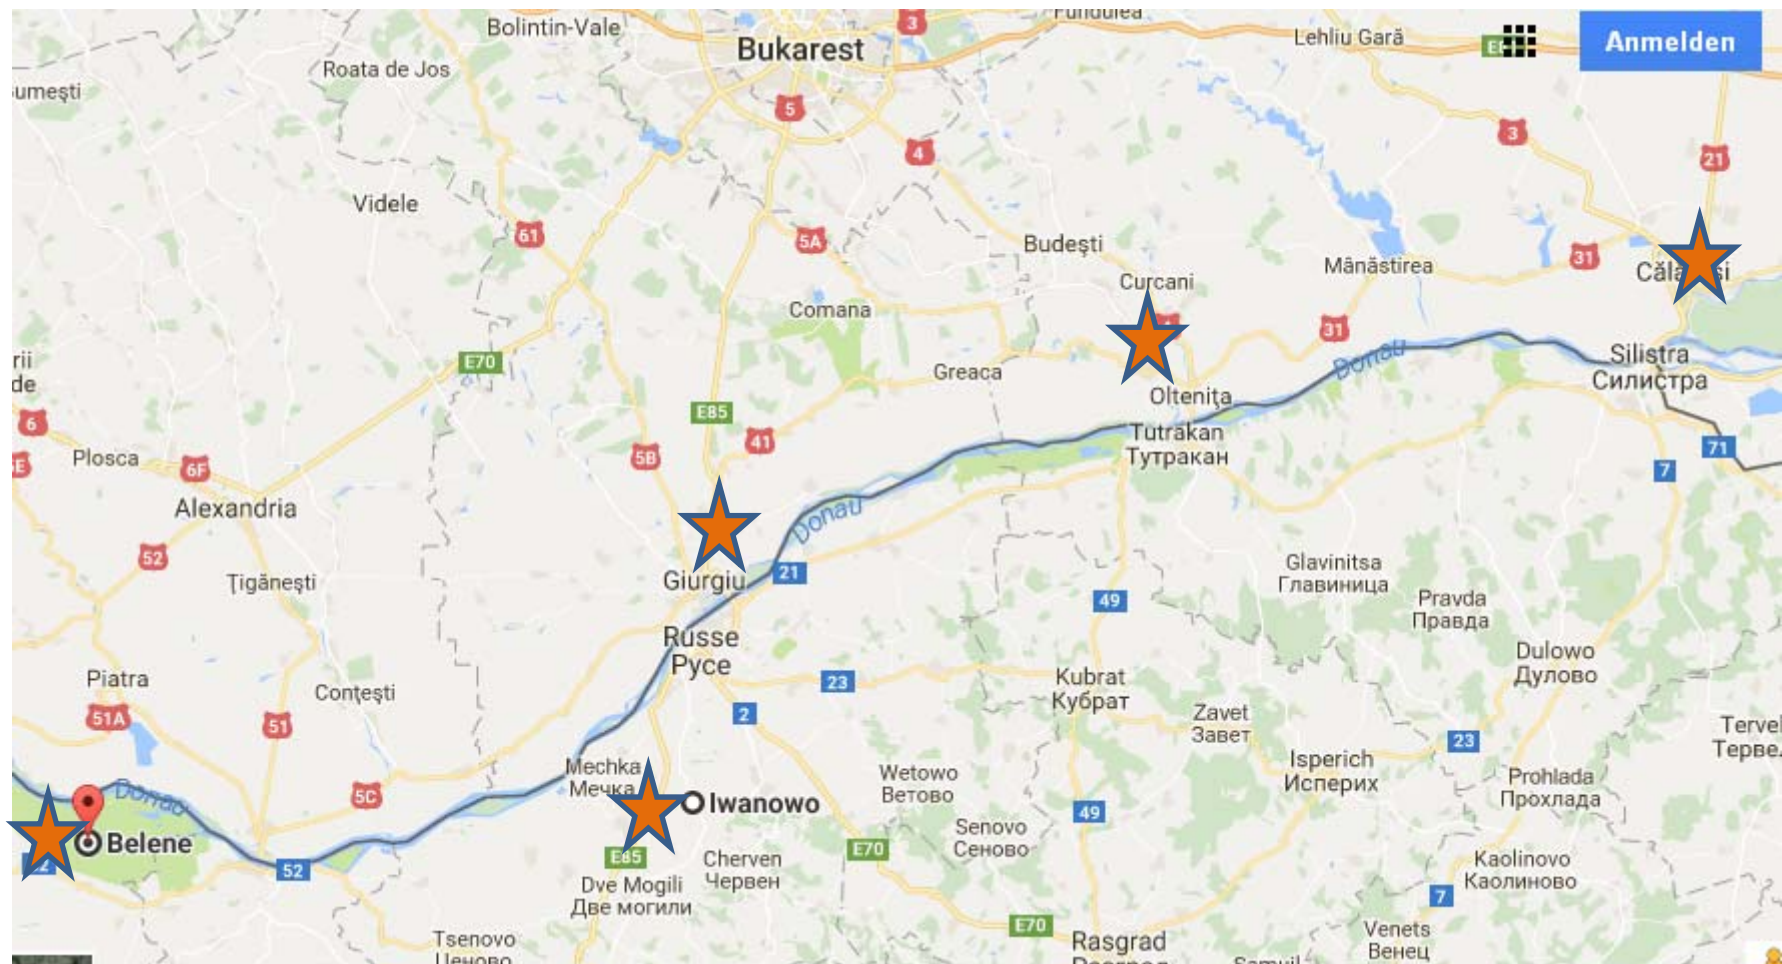 Bolintin-Vale
3
Bukarest
Lehliu Gară
Anmelden
Roata de Jos
5
3
4
21
Videle
61
5A
Budeşti
31
Mânăstirea
Curcani
Comana
31
E70
Greaca
Donau
Silistra
Силистра
Olteniţa
E85
6
41
5B
Tutrakan
Тутракан
71
7
Plosca
6F
Alexandria
Donau
52
Giurgiu
21
Ţigăneşti
Glavinitsa
Главиница
49
Pravda
Правда
Russe
Русе
Dulowo
Дулово
Piatra
Conţeşti
23
Kubrat
Кубрат
51A
51
2
Zavet
Завет
23
Isperich
Исперих
Mechka
Мечка
Wetowo
Ветово
Prohlada
Прохлада
Donau
5C
Iwanowo
49
Belene
Senovo
Сеново
E85
E70
52
Cherven
Червен
Kaolinovo
Каолиново
Dve Mogili
Две могили
7
E70
Tsenovo
Rasgrad
Venets
Венец